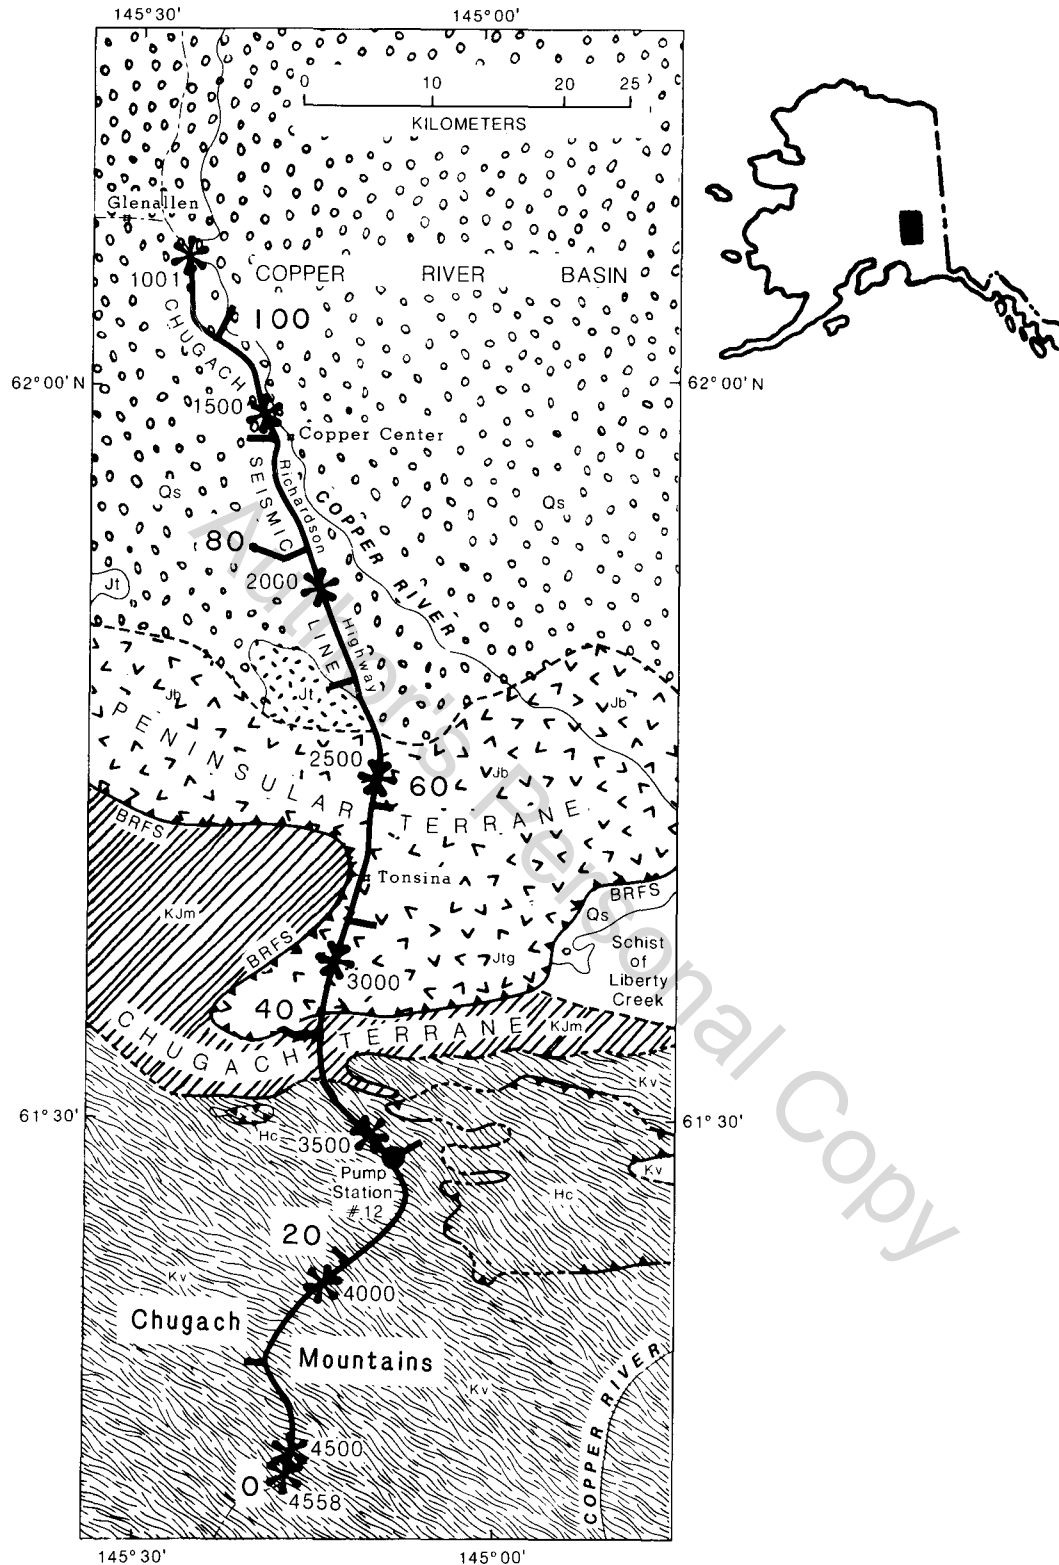 145°30' 145°00'
0 10 20 25
KILOMETERS
Glenallen
1001
COPPER RIVER BASIN
CHUGACH
100
62°00'N 62°00'N
1500
Copper Center
SEISMIC
Richardson
COPPER RIVER
Qs
Qs
80
2000
Jt
LINE
Highway
Jt
Jb
Jb
PENINSULAR TERRANE
2500
60
Jb
BRFS
Tonsina
BRFS
KJm
Qs
BRFS
Schist
of
Liberty
Creek
Jtg
3000
40
CHUGACH TERRANE
KJm
Kv
61°30' 61°30'
Hc
3500
Kv
Pump
Station
#12
Hc
20
Kv
4000
Chugach
Mountains
Kv
COPPER RIVER
4500
0
4558
145°30' 145°00'
Author's Personal Copy